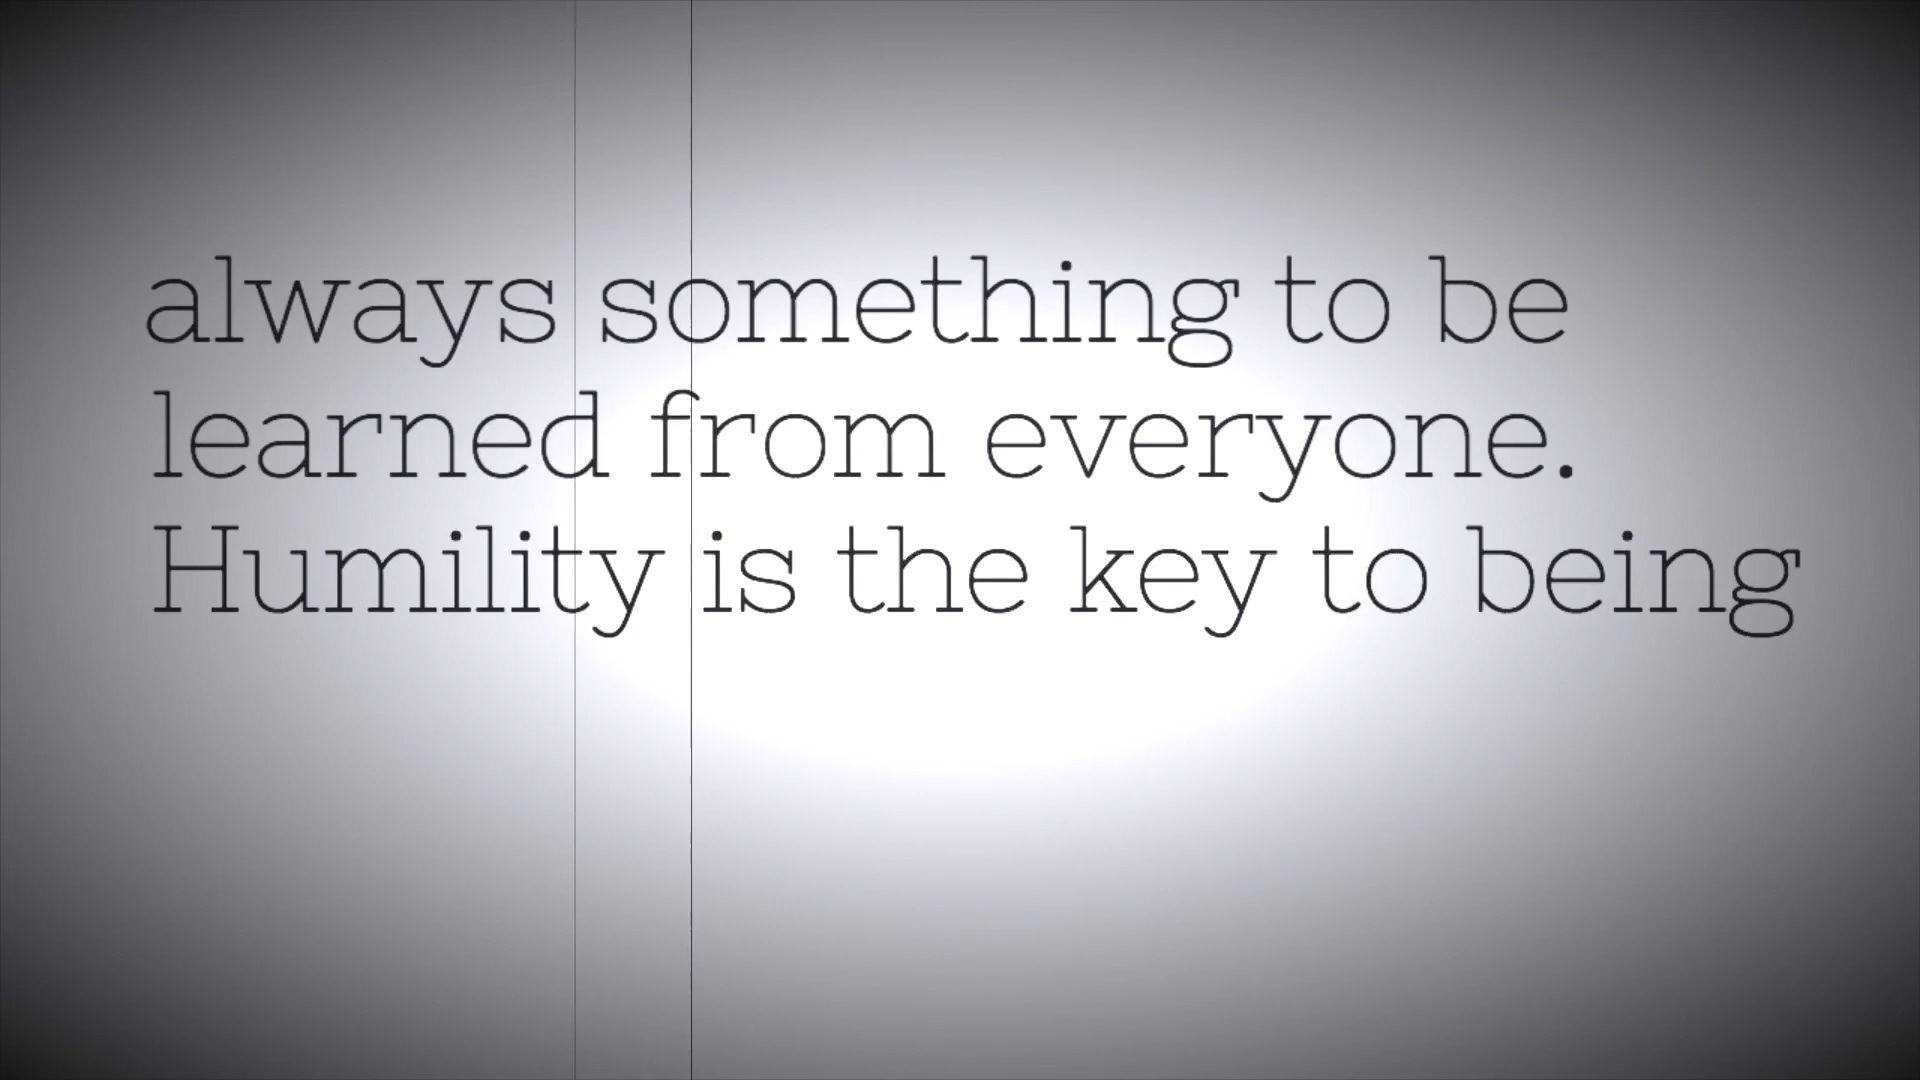 always something to be
learned from everyone.
Humility is the key to being